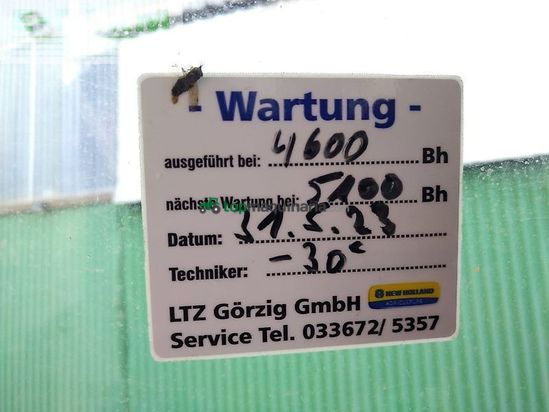 - Wartung -
ausgeführt bei: 4600 Bh
nächste Wartung bei: 5100 Bh
Datum: 31.5.23
Techniker: -30°
LTZ Görzig GmbH NEW HOLLAND
AGRICULTURE
Service Tel. 033672/ 5357